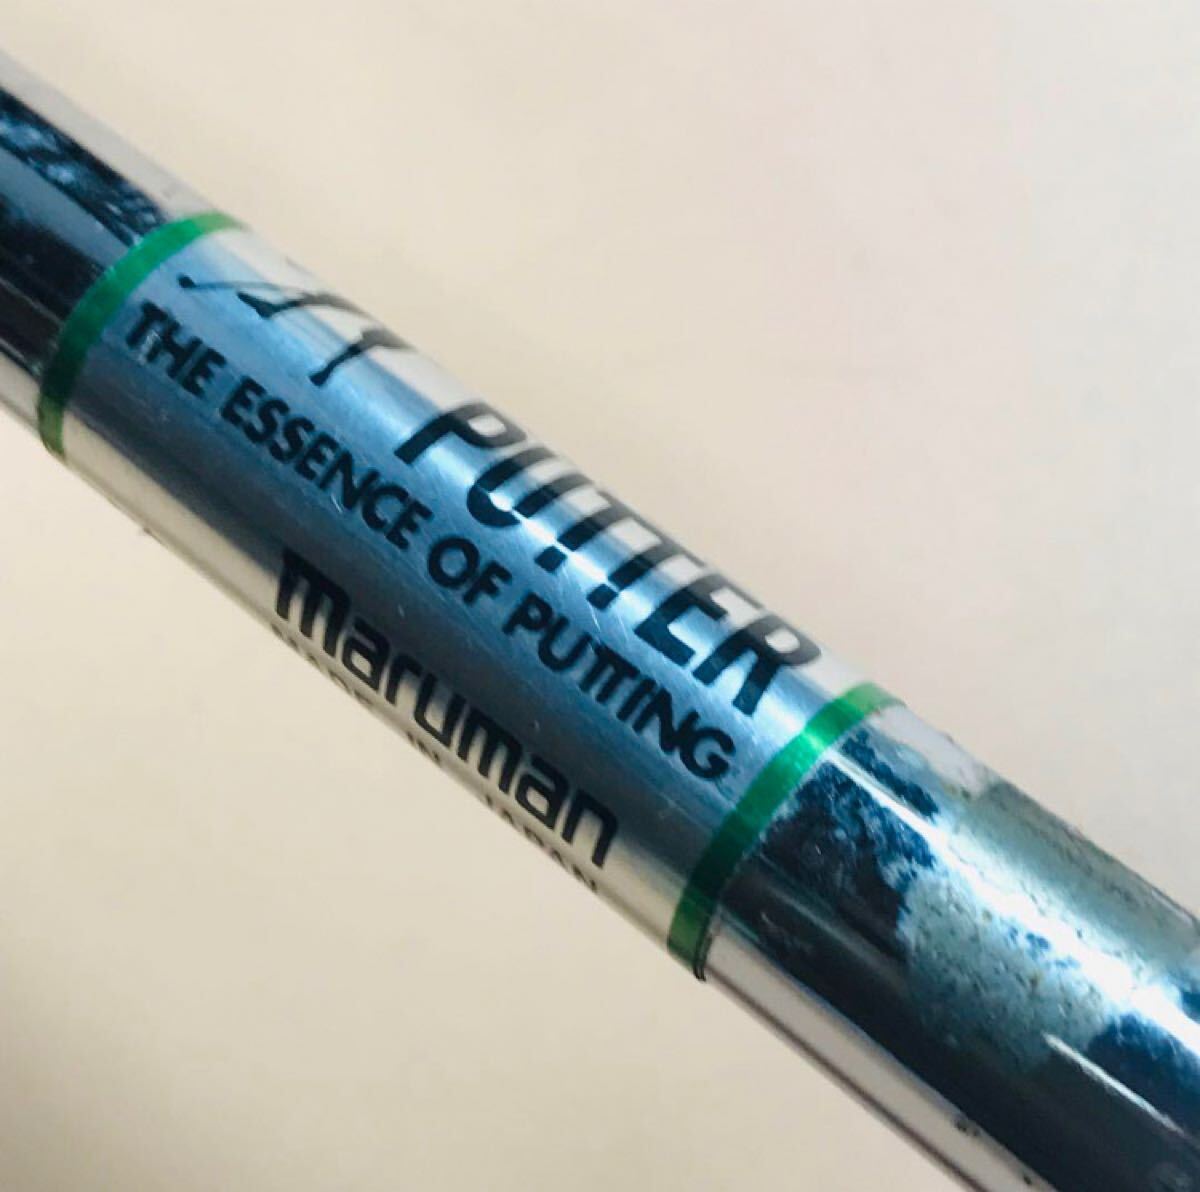 PUTTER
THE ESSENCE OF PUTTING
maruman
MADE IN JAPAN